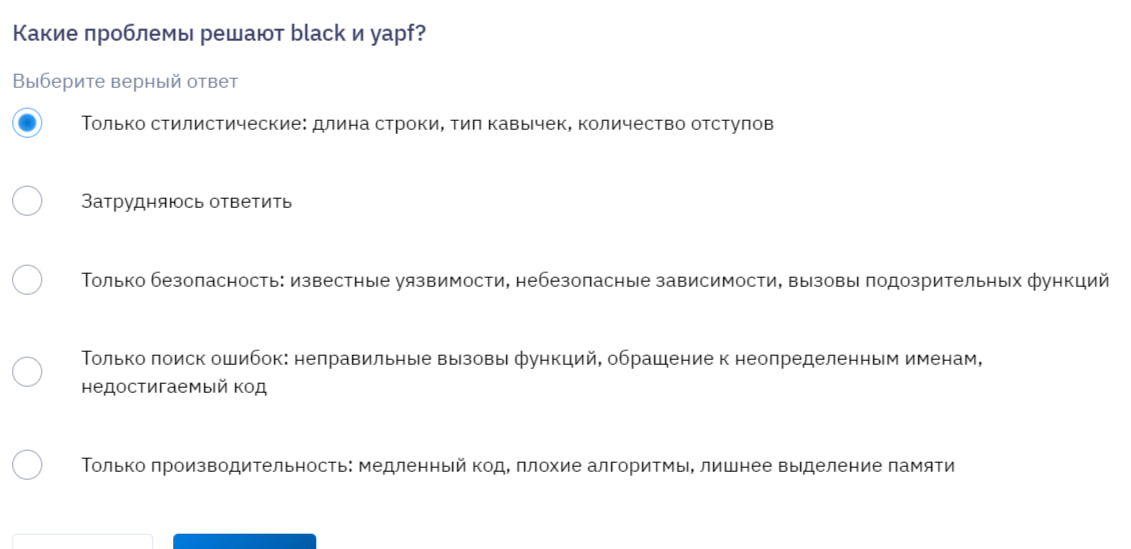 Какие проблемы решают black и yapf?
Выберите верный ответ
Только стилистические: длина строки, тип кавычек, количество отступов
Затрудняюсь ответить
Только безопасность: известные уязвимости, небезопасные зависимости, вызовы подозрительных функций
Только поиск ошибок: неправильные вызовы функций, обращение к неопределенным именам,
недостигаемый код
Только производительность: медленный код, плохие алгоритмы, лишнее выделение памяти